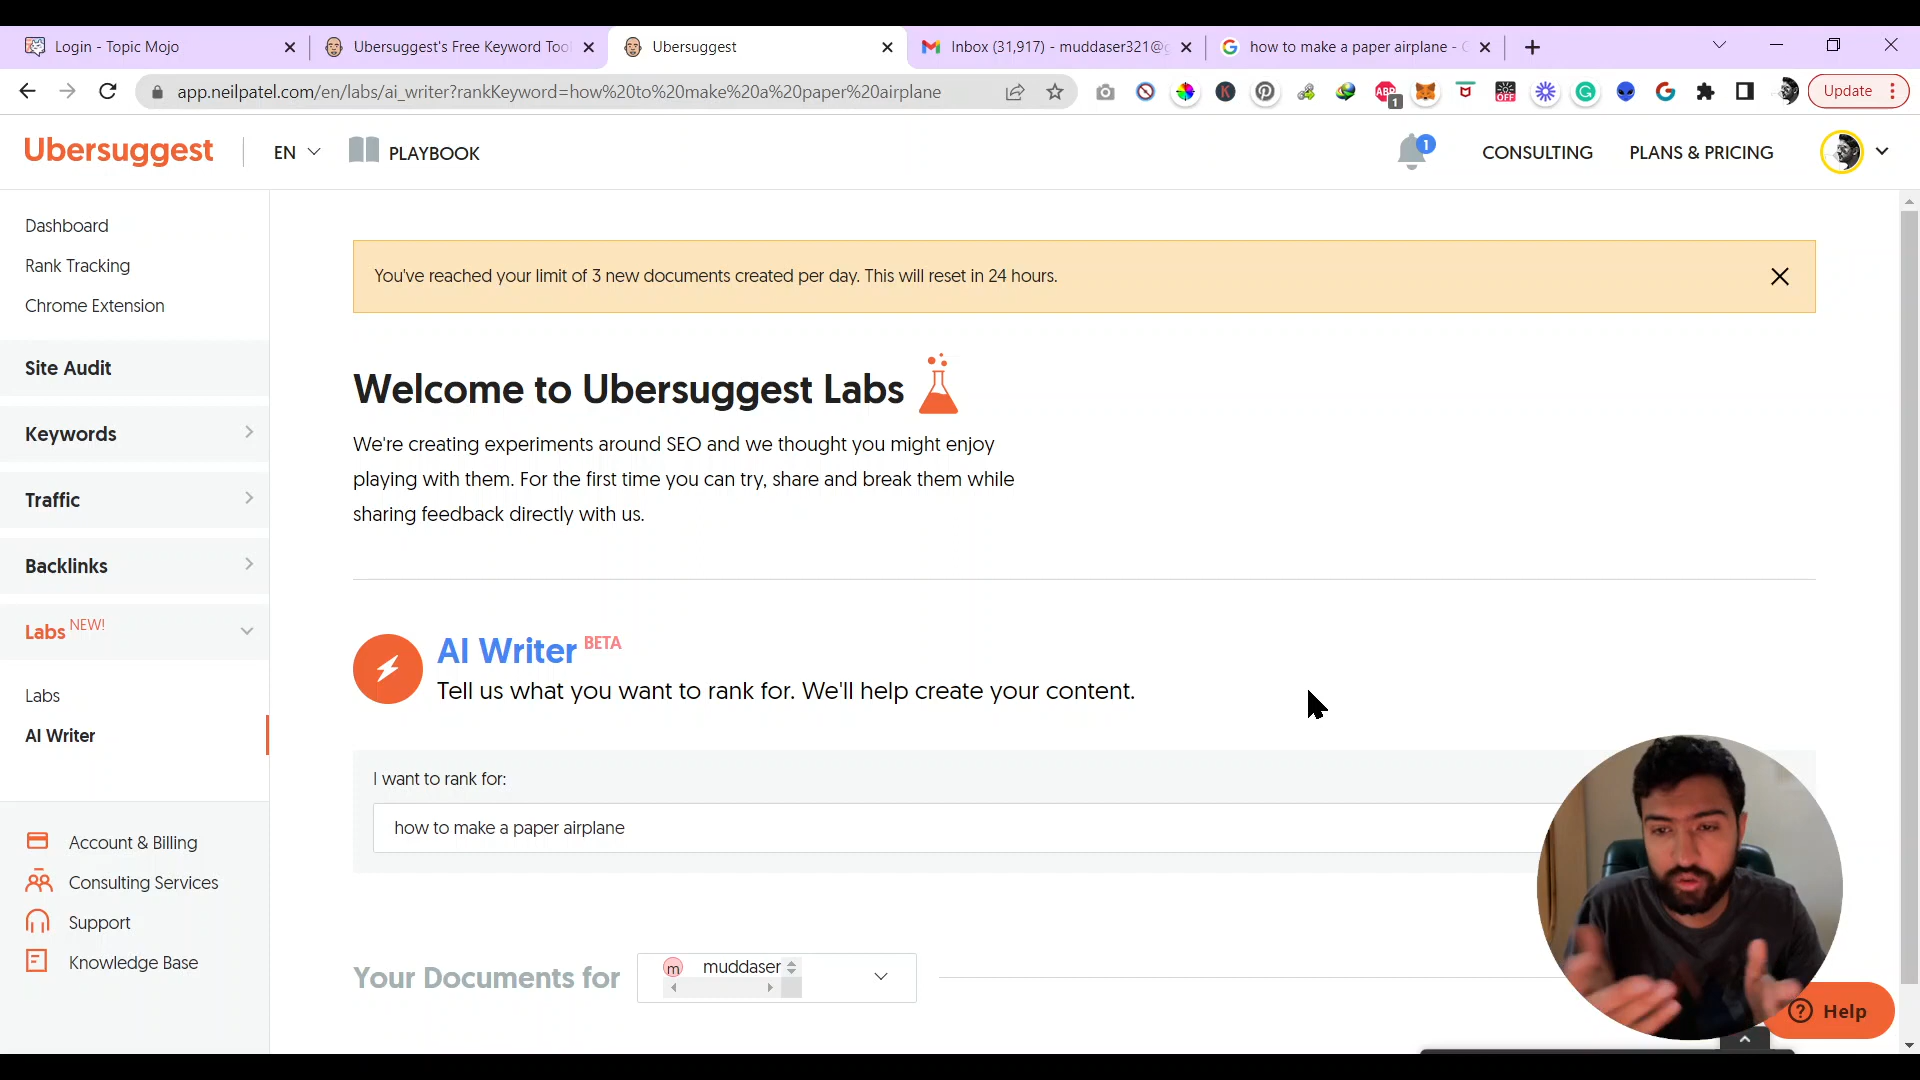 Login - Topic Mojo
Ubersuggest's Free Keyword Tool
Ubersuggest
Inbox (31,917) - muddaser321@g
how to make a paper airplane -
app.neilpatel.com/en/labs/ai_writer?rankKeyword=how%20to%20make%20a%20paper%20airplane
K
ABP
1
OFF
Update
Ubersuggest
EN
PLAYBOOK
1
CONSULTING
PLANS & PRICING
Dashboard
Rank Tracking
Chrome Extension
Site Audit
Keywords
Traffic
Backlinks
Labs NEW!
Labs
AI Writer
Account & Billing
Consulting Services
Support
Knowledge Base
You've reached your limit of 3 new documents created per day. This will reset in 24 hours.
Welcome to Ubersuggest Labs
We're creating experiments around SEO and we thought you might enjoy
playing with them. For the first time you can try, share and break them while
sharing feedback directly with us.
AI Writer BETA
Tell us what you want to rank for. We'll help create your content.
I want to rank for:
how to make a paper airplane
Your Documents for
m muddaser
Help